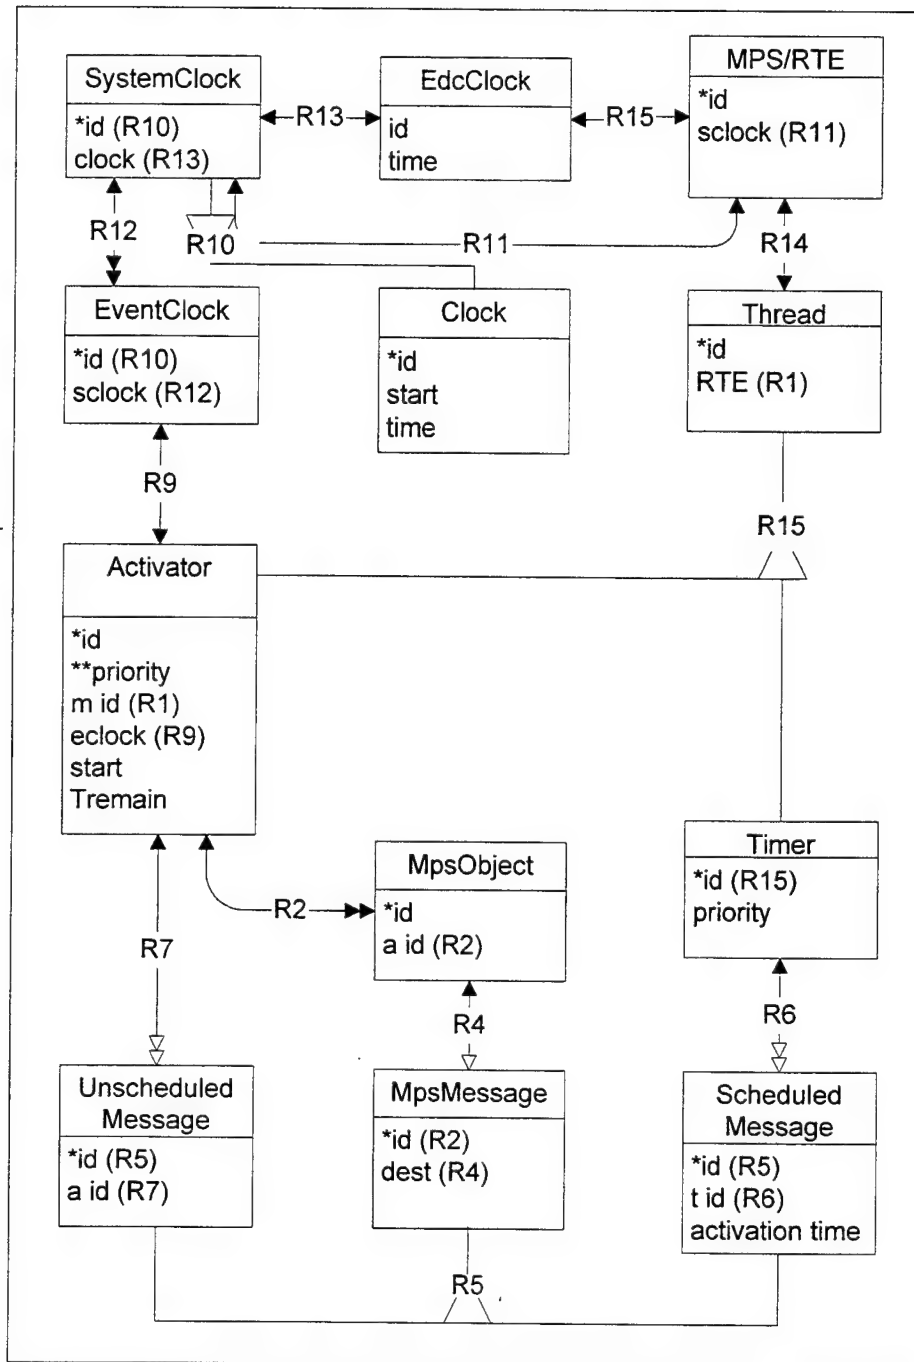 SystemClock
*id (R10)
clock (R13)
R13
EdcClock
id
time
R15
MPS/RTE
*id
sclock (R11)
R12
R10
R11
R14
EventClock
*id (R10)
sclock (R12)
Clock
*id
start
time
Thread
*id
RTE (R1)
R9
R15
Activator
*id
**priority
m id (R1)
eclock (R9)
start
Tremain
R2
MpsObject
*id
a id (R2)
Timer
*id (R15)
priority
R7
R4
R6
Unscheduled
Message
*id (R5)
a id (R7)
MpsMessage
*id (R2)
dest (R4)
Scheduled
Message
*id (R5)
t id (R6)
activation time
R5